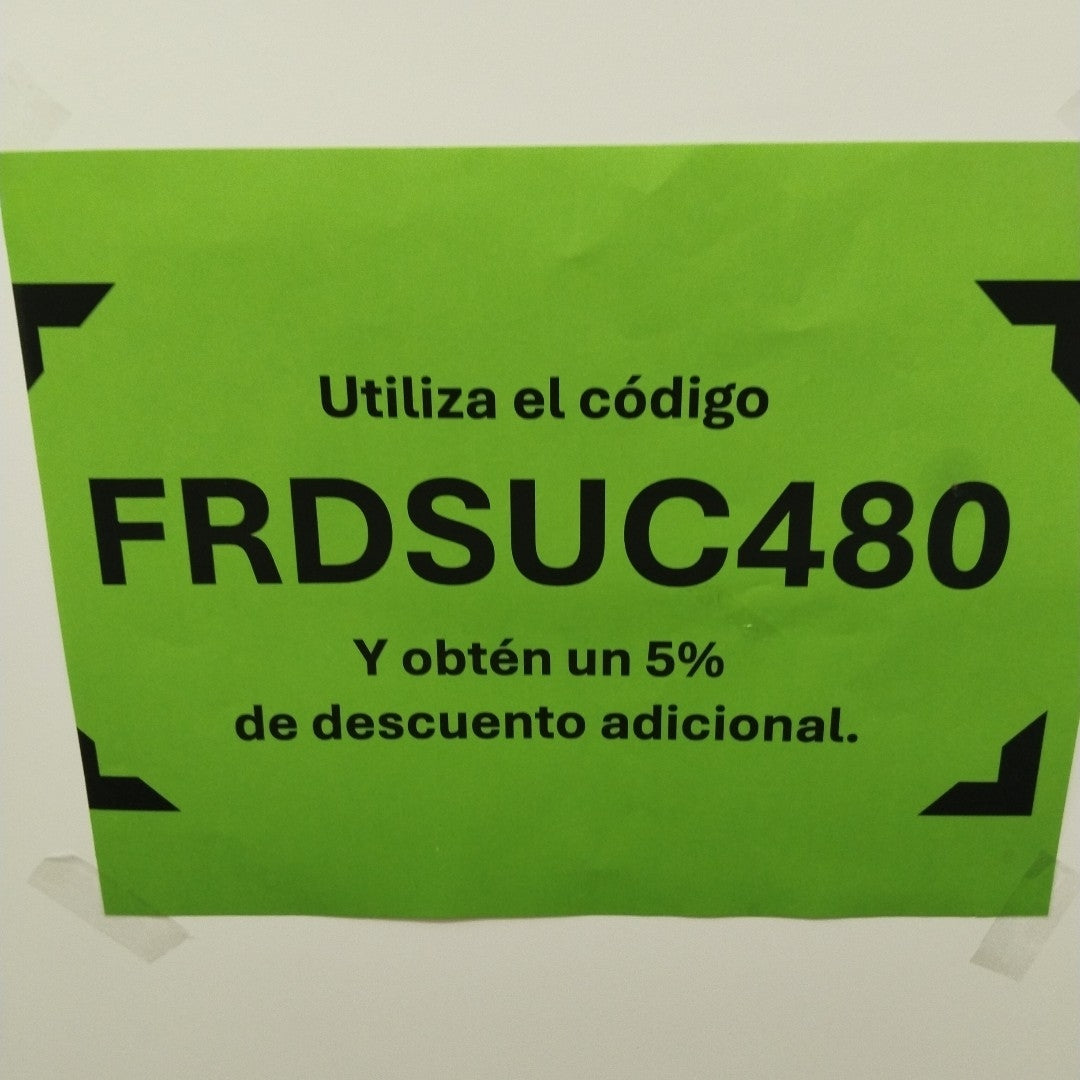 Utiliza el código
FRDSUC480
Y obtén un 5%
de descuento adicional.